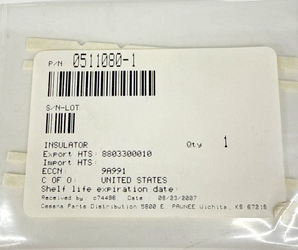 P/N 0511080-1
S/N-LOT
INSULATOR Qty 1
Export HTS: 8803300010
Import HTS:
ECCN: 9A991
C OF O: UNITED STATES
Shelf life expiration date:
Received by c74486 Date 08/23/2007
Cessna Parts Distribution 5800 E. PAWNEE Wichita, KS 67218